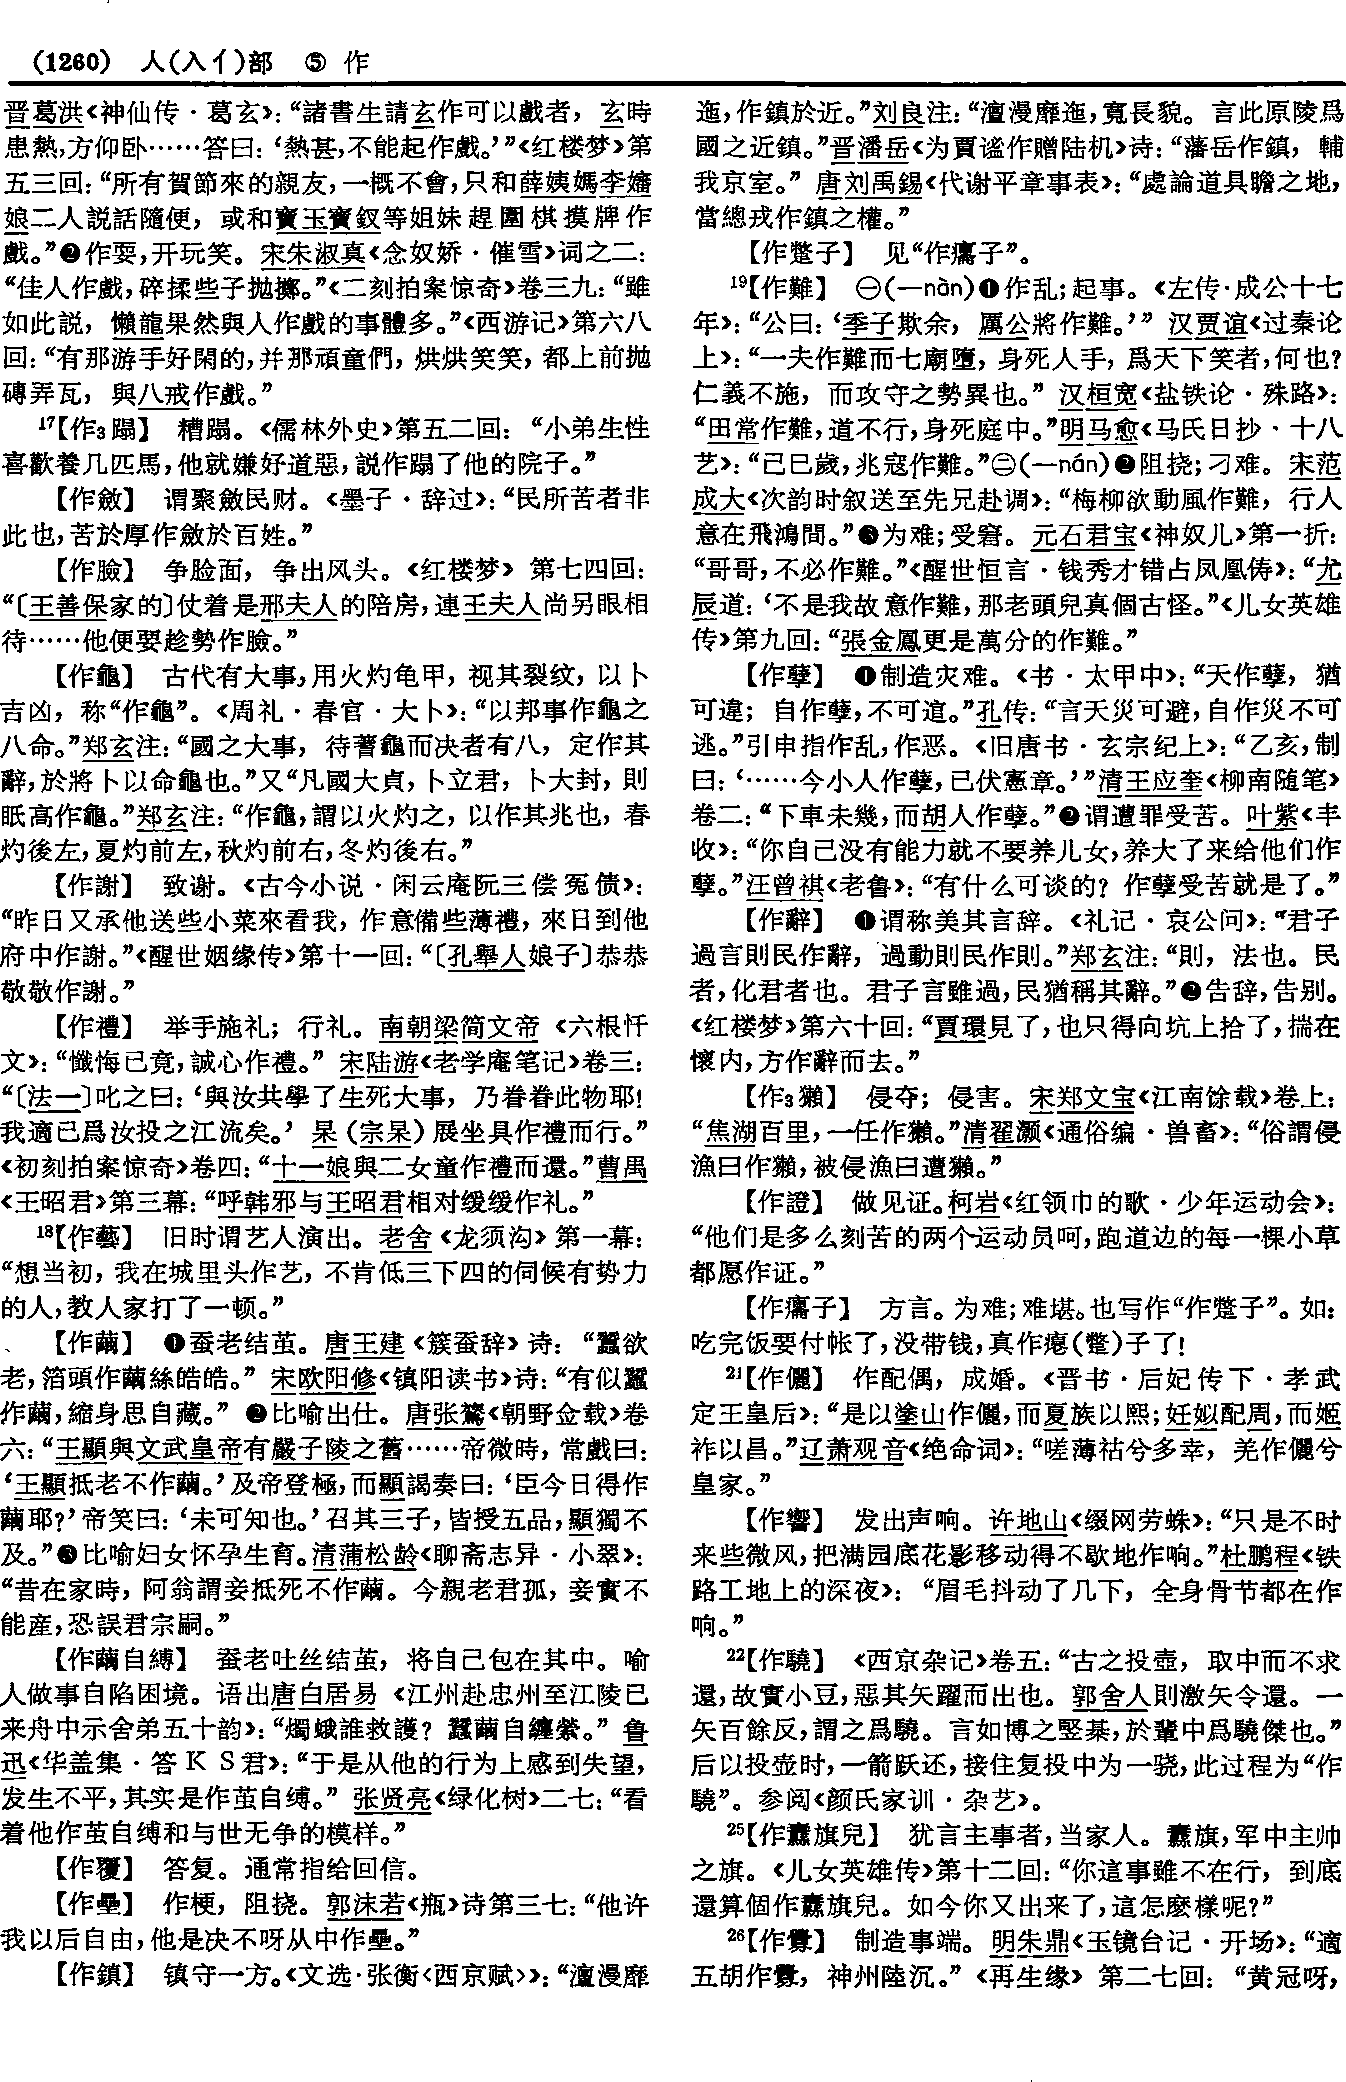 (1260) 人(入亻)部 ⑤ 作
晋葛洪《神仙传·葛玄》：“諸書生請玄作可以戲者，玄時
患熱，方仰卧……答曰：‘熱甚，不能起作戲。’”《红楼梦》第
五三回：“所有賀節來的親友，一概不會，只和薛姨媽李嬸
娘二人説話隨便，或和寶玉寶釵等姐妹趕圍棋摸牌作
戲。”❷作耍，开玩笑。宋朱淑真《念奴娇·催雪》词之二：
“佳人作戲，碎揉些子抛擲。”《二刻拍案惊奇》卷三九：“雖
如此説，懒龍果然與人作戲的事體多。”《西游记》第六八
回：“有那游手好閑的，并那頑童們，烘烘笑笑，都上前抛
磚弄瓦，與八戒作戲。”
17【作₃蹋】 糟蹋。《儒林外史》第五二回：“小弟生性
喜歡養几匹馬，他就嫌好道惡，説作蹋了他的院子。”
【作斂】 谓聚斂民财。《墨子·辞过》：“民所苦者非
此也，苦於厚作斂於百姓。”
【作臉】 争脸面，争出风头。《红楼梦》第七四回：
“〔王善保家的〕仗着是邢夫人的陪房，連王夫人尚另眼相
待……他便要趁勢作臉。”
【作龜】 古代有大事，用火灼龟甲，视其裂纹，以卜
吉凶，称“作龜”。《周礼·春官·大卜》：“以邦事作龜之
八命。”郑玄注：“國之大事，待蓍龜而决者有八，定作其
辭，於將卜以命龜也。”又“凡國大貞，卜立君，卜大封，則
眡高作龜。”郑玄注：“作龜，謂以火灼之，以作其兆也，春
灼後左，夏灼前左，秋灼前右，冬灼後右。”
【作謝】 致谢。《古今小说·闲云庵阮三偿冤债》：
“昨日又承他送些小菜來看我，作意備些薄禮，來日到他
府中作謝。”《醒世姻缘传》第十一回：“〔孔舉人娘子〕恭恭
敬敬作謝。”
【作禮】 举手施礼；行礼。南朝梁简文帝《六根忏
文》：“懺悔已竟，誠心作禮。” 宋陆游《老学庵笔记》卷三：
“〔法一〕叱之曰：‘與汝共學了生死大事，乃眷眷此物耶！
我適已爲汝投之江流矣。’杲（宗杲）展坐具作禮而行。”
《初刻拍案惊奇》卷四：“十一娘與二女童作禮而還。”曹禺
《王昭君》第三幕：“呼韩邪与王昭君相对缓缓作礼。”
18【作藝】 旧时谓艺人演出。老舍《龙须沟》第一幕：
“想当初，我在城里头作艺，不肯低三下四的伺候有势力
的人，教人家打了一顿。”
【作繭】 ❶蚕老结茧。唐王建《簇蚕辞》诗：“蠶欲
老，箔頭作繭絲皓皓。” 宋欧阳修《镇阳读书》诗：“有似蠶
作繭，縮身思自藏。” ❷比喻出仕。唐张鷟《朝野佥载》卷
六：“王顯與文武皇帝有嚴子陵之舊……帝微時，常戲曰：
‘王顯抵老不作繭。’及帝登極，而顯謁奏曰：‘臣今日得作
繭耶？’帝笑曰：‘未可知也。’召其三子，皆授五品，顯獨不
及。”❸比喻妇女怀孕生育。清蒲松龄《聊斋志异·小翠》：
“昔在家時，阿翁謂妾抵死不作繭。今親老君孤，妾實不
能産，恐誤君宗嗣。”
【作繭自縛】 蚕老吐丝结茧，将自己包在其中。喻
人做事自陷困境。语出唐白居易《江州赴忠州至江陵已
来舟中示舍弟五十韵》：“燭蛾誰救護？蠶繭自纏縈。” 鲁
迅《华盖集·答KS君》：“于是从他的行为上感到失望，
发生不平，其实是作茧自缚。” 张贤亮《绿化树》二七：“看
着他作茧自缚和与世无争的模样。”
【作覆】 答复。通常指给回信。
【作壘】 作梗，阻挠。郭沫若《瓶》诗第三七：“他许
我以后自由，他是决不呀从中作壘。”
【作鎮】 镇守一方。《文选·张衡〈西京赋〉》：“澶漫靡
迤，作鎮於近。”刘良注：“澶漫靡迤，寬長貌。言此原陵爲
國之近鎮。”晋潘岳《为賈谧作赠陆机》诗：“藩岳作鎮，輔
我京室。” 唐刘禹錫《代谢平章事表》：“處論道具瞻之地，
當總戎作鎮之權。”
【作蹩子】 见“作癟子”。
19【作難】 ㊀(—nàn)❶作乱；起事。《左传·成公十七
年》：“公曰：‘季子欺余，厲公將作難。’” 汉贾谊《过秦论
上》：“一夫作難而七廟墮，身死人手，爲天下笑者，何也？
仁義不施，而攻守之勢異也。” 汉桓宽《盐铁论·殊路》：
“田常作難，道不行，身死庭中。”明马愈《马氏日抄·十八
艺》：“己巳歲，兆寇作難。”㊁(—nán)❷阻挠；刁难。宋范
成大《次韵时叙送至先兄赴调》：“梅柳欲動風作難，行人
意在飛鴻間。”❸为难；受窘。元石君宝《神奴儿》第一折：
“哥哥，不必作難。”《醒世恒言·钱秀才错占凤凰俦》：“尤
辰道：‘不是我故意作難，那老頭兒真個古怪。”《儿女英雄
传》第九回：“張金鳳更是萬分的作難。”
【作孽】 ❶制造灾难。《书·太甲中》：“天作孽，猶
可違；自作孽，不可逭。”孔传：“言天災可避，自作災不可
逃。”引申指作乱，作恶。《旧唐书·玄宗纪上》：“乙亥，制
曰：‘……今小人作孽，已伏憲章。’”清王应奎《柳南随笔》
卷二：“下車未幾，而胡人作孽。”❷谓遭罪受苦。叶紫《丰
收》：“你自己没有能力就不要养儿女，养大了来给他们作
孽。”汪曾祺《老鲁》：“有什么可谈的？作孽受苦就是了。”
【作辭】 ❶谓称美其言辞。《礼记·哀公问》：“君子
過言則民作辭，過動則民作則。”郑玄注：“則，法也。民
者，化君者也。君子言雖過，民猶稱其辭。”❷告辞，告别。
《红楼梦》第六十回：“賈環見了，也只得向坑上拾了，揣在
懷内，方作辭而去。”
【作₃獺】 侵夺；侵害。宋郑文宝《江南馀载》卷上：
“焦湖百里，一任作獺。”清翟灏《通俗编·兽畜》：“俗謂侵
漁曰作獺，被侵漁曰遭獺。”
【作證】 做见证。柯岩《红领巾的歌·少年运动会》：
“他们是多么刻苦的两个运动员呵，跑道边的每一棵小草
都愿作证。”
【作癟子】 方言。为难；难堪。也写作“作蹩子”。如：
吃完饭要付帐了，没带钱，真作瘪（蹩）子了！
21【作儷】 作配偶，成婚。《晋书·后妃传下·孝武
定王皇后》：“是以塗山作儷，而夏族以熙；妊姒配周，而姬
祚以昌。”辽萧观音《绝命词》：“嗟薄祜兮多幸，羌作儷兮
皇家。”
【作響】 发出声响。许地山《缀网劳蛛》：“只是不时
来些微风，把满园底花影移动得不歇地作响。”杜鹏程《铁
路工地上的深夜》：“眉毛抖动了几下，全身骨节都在作
响。”
22【作驍】 《西京杂记》卷五：“古之投壺，取中而不求
還，故實小豆，惡其矢躍而出也。郭舍人則激矢令還。一
矢百餘反，謂之爲驍。言如博之竪棊，於輩中爲驍傑也。”
后以投壶时，一箭跃还，接住复投中为一骁，此过程为“作
驍”。参阅《颜氏家训·杂艺》。
25【作纛旗兒】 犹言主事者，当家人。纛旗，军中主帅
之旗。《儿女英雄传》第十二回：“你這事雖不在行，到底
還算個作纛旗兒。如今你又出来了，這怎麽樣呢？”
26【作釁】 制造事端。明朱鼎《玉镜台记·开场》：“適
五胡作釁，神州陸沉。”《再生缘》第二七回：“黄冠呀，